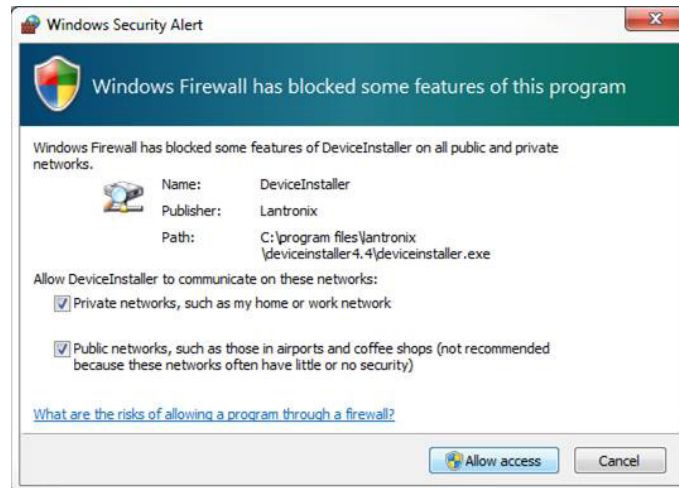 Windows Security Alert
Windows Firewall has blocked some features of this program
Windows Firewall has blocked some features of DeviceInstaller on all public and private
networks.
Name: DeviceInstaller
Publisher: Lantronix
Path: C:\program files\lantronix
\deviceinstaller4.4\deviceinstaller.exe
Allow DeviceInstaller to communicate on these networks:
Private networks, such as my home or work network
Public networks, such as those in airports and coffee shops (not recommended
because these networks often have little or no security)
What are the risks of allowing a program through a firewall?
Allow access Cancel